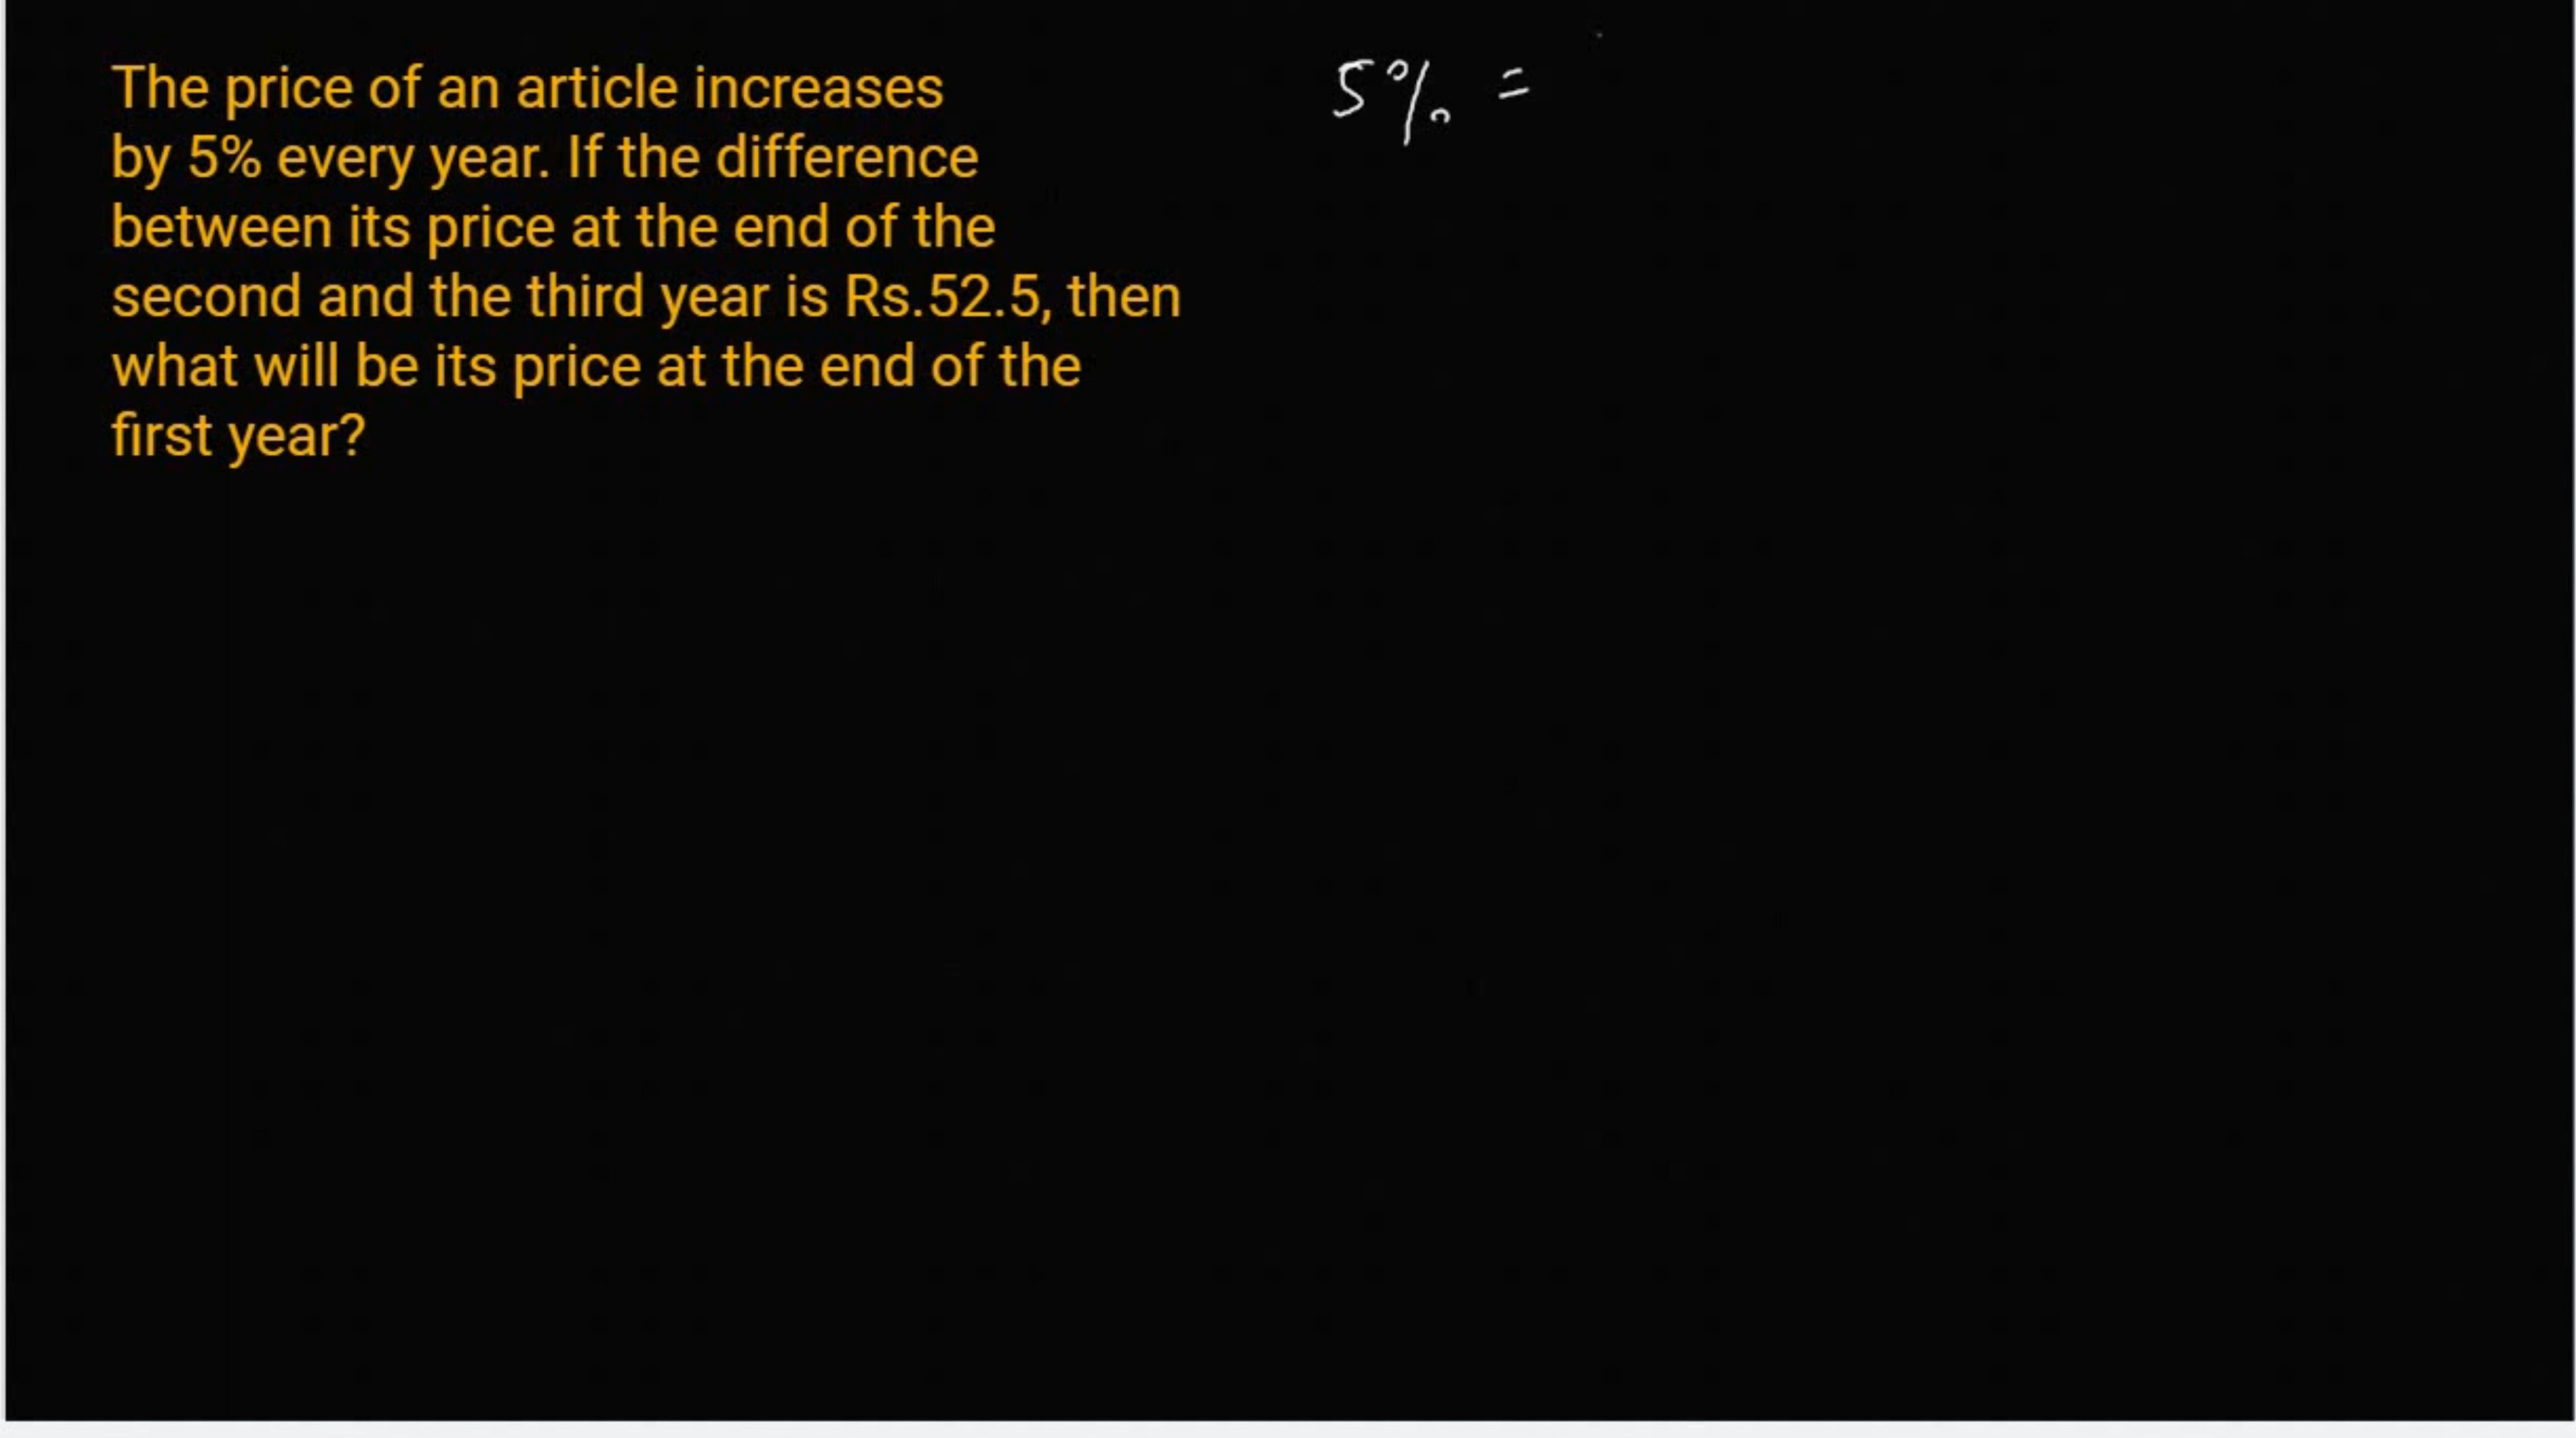 The price of an article increases
by 5% every year. If the difference
between its price at the end of the
second and the third year is Rs.52.5, then
what will be its price at the end of the
first year?
5% =